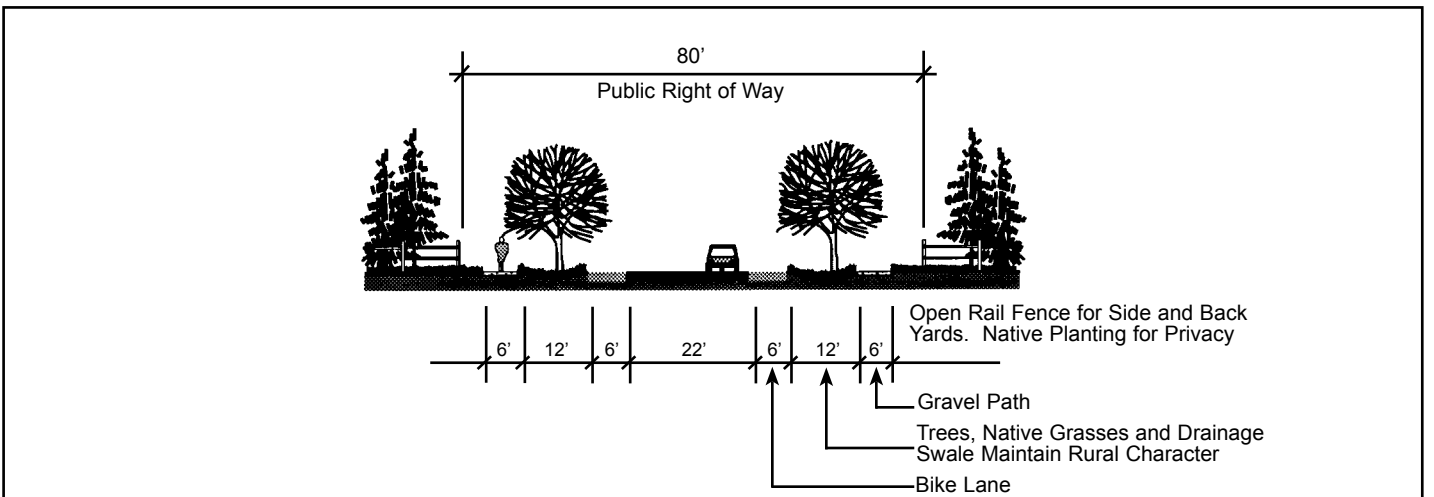 80’
Public Right of Way
Open Rail Fence for Side and Back
Yards.  Native Planting for Privacy
6’ 12’ 6’ 22’ 6’ 12’ 6’
Gravel Path
Trees, Native Grasses and Drainage
Swale Maintain Rural Character
Bike Lane